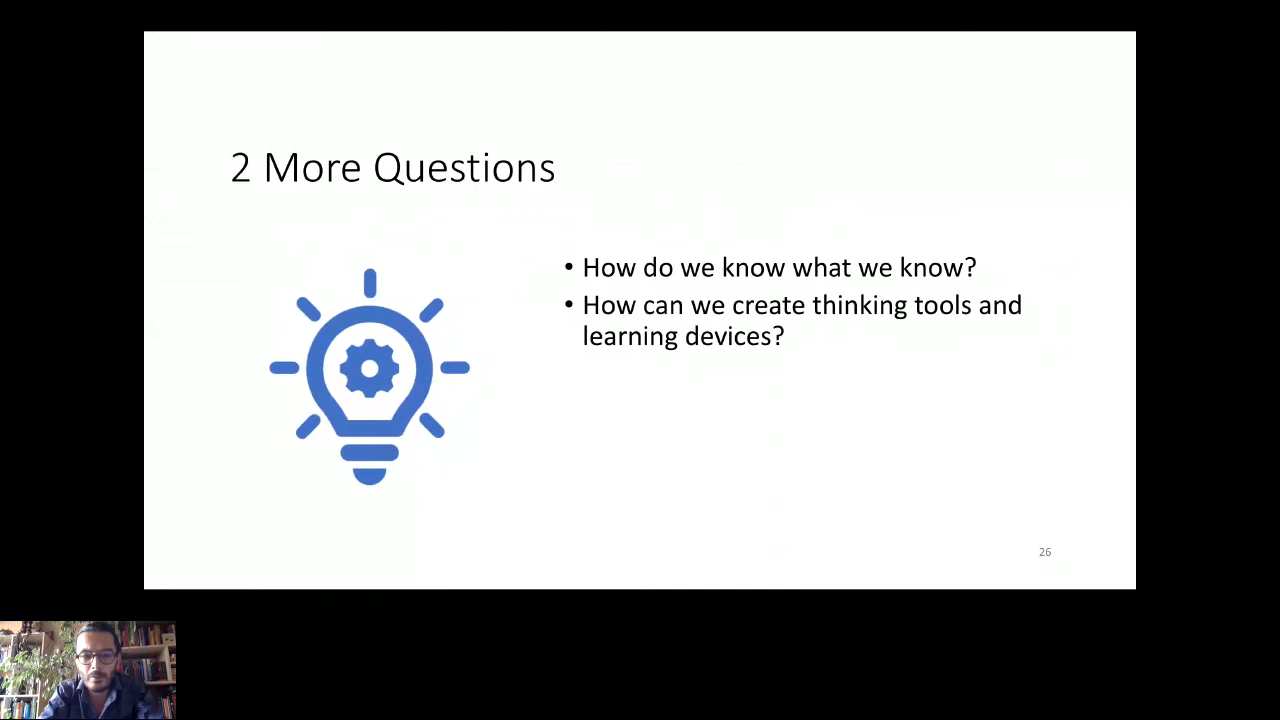 2 More Questions
• How do we know what we know?
• How can we create thinking tools and
learning devices?
26